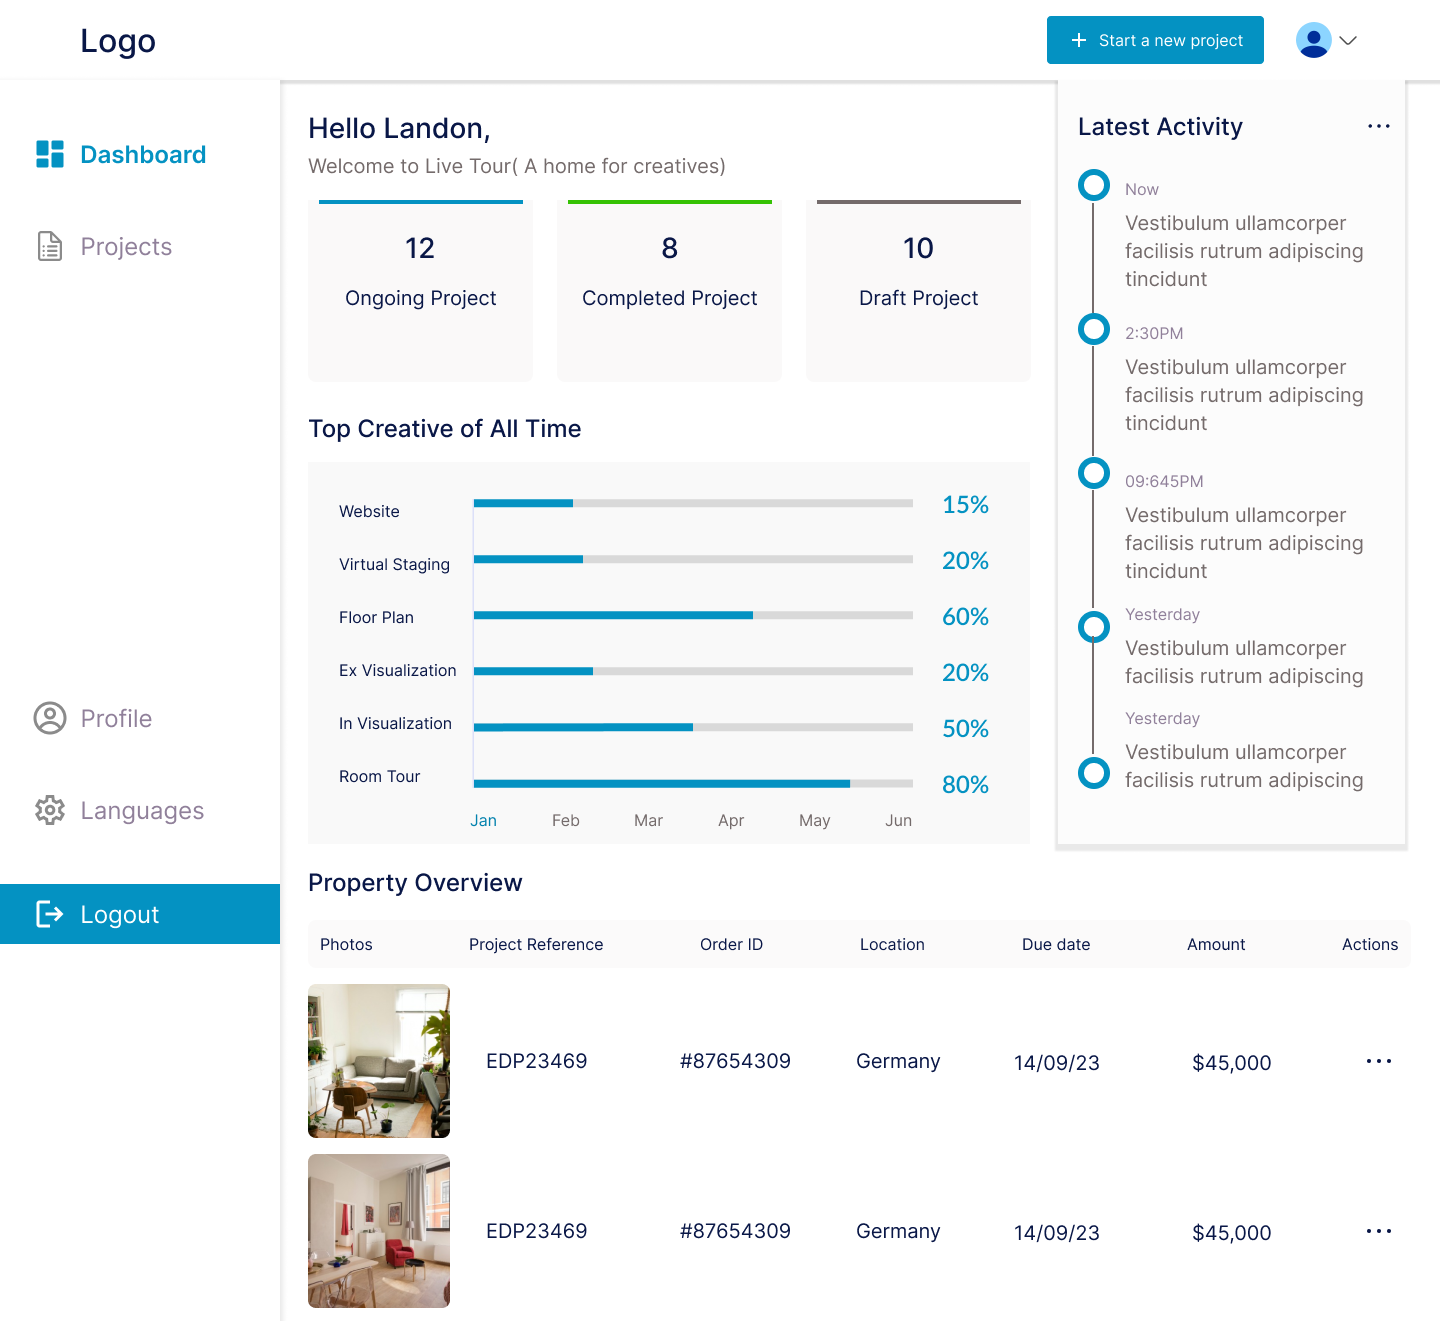 Logo
Start a new project
Dashboard
Projects
Profile
Languages
Logout
Hello Landon,
Welcome to Live Tour( A home for creatives)
12
Ongoing Project
8
Completed Project
10
Draft Project
Top Creative of All Time
Website 15%
Virtual Staging 20%
Floor Plan 60%
Ex Visualization 20%
In Visualization 50%
Room Tour 80%
Jan Feb Mar Apr May Jun
Latest Activity
Now
Vestibulum ullamcorper
facilisis rutrum adipiscing
tincidunt
2:30PM
Vestibulum ullamcorper
facilisis rutrum adipiscing
tincidunt
09:645PM
Vestibulum ullamcorper
facilisis rutrum adipiscing
tincidunt
Yesterday
Vestibulum ullamcorper
facilisis rutrum adipiscing
Yesterday
Vestibulum ullamcorper
facilisis rutrum adipiscing
Property Overview
Photos Project Reference Order ID Location Due date Amount Actions
EDP23469 #87654309 Germany 14/09/23 $45,000
EDP23469 #87654309 Germany 14/09/23 $45,000